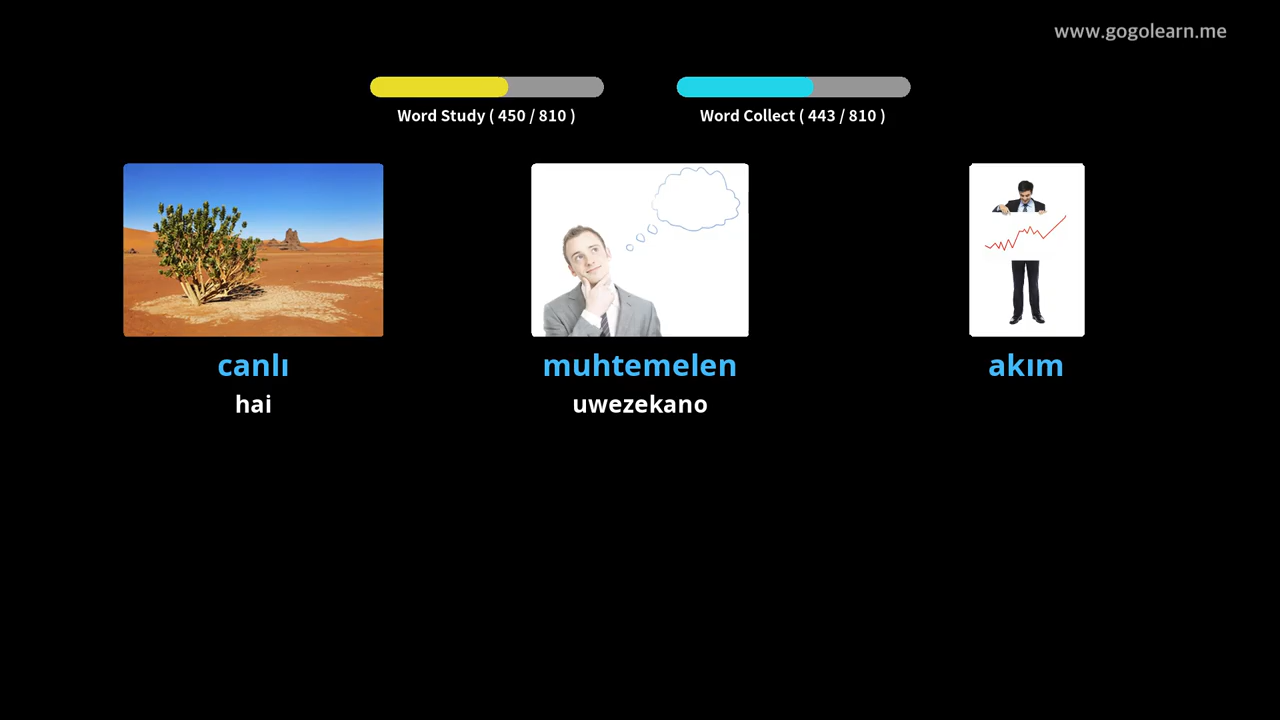 www.gogolearn.me
Word Study ( 450 / 810 )
Word Collect ( 443 / 810 )
canlı
hai
muhtemelen
uwezekano
akım